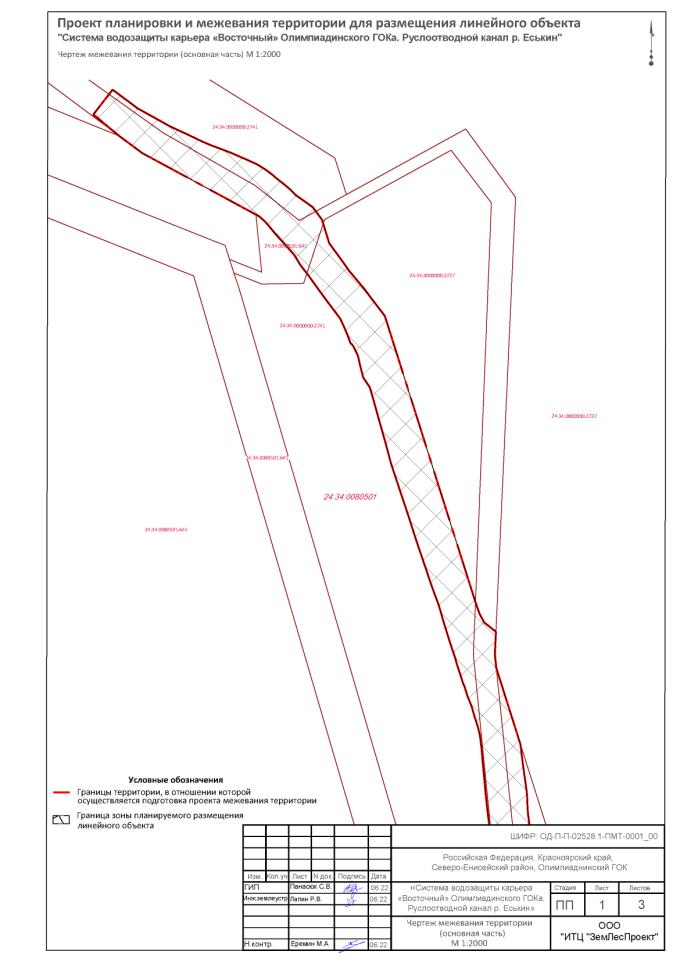 Проект планировки и межевания территории для размещения линейного объекта
"Система водозащиты карьера «Восточный» Олимпиадинского ГОКа. Руслоотводной канал р. Еськин"
Чертеж межевания территории (основная часть) М 1:2000
24:34:0000000:2741
24:34:0080501:641
24:34:0000000:2727
24:34:0000000:2741
24:34:0000000:2727
24:34:0080501:641
24:34:0080501
24:34:0080501:645
Условные обозначения
Границы территории, в отношении которой
осуществляется подготовка проекта межевания территории
Граница зоны планируемого размещения
линейного объекта
ШИФР: ОД-П-П-02528.1-ПМТ-0001_00
Российская Федерация, Красноярский край,
Северо-Енисейский район, Олимпиаднинский ГОК
Изм. Кол.уч Лист N док. Подпись Дата
ГИП Панасюк С.В. 06.22
Инж.землеустр Лапин Р.В. 06.22
«Система водозащиты карьера
«Восточный» Олимпиадинского ГОКа.
Руслоотводной канал р. Еськин»
Стадия Лист Листов
ПП 1 3
Чертеж межевания территории
(основная часть)
М 1:2000
ООО
"ИТЦ "ЗемЛесПроект"
Н.контр. Еремин М.А 06.22